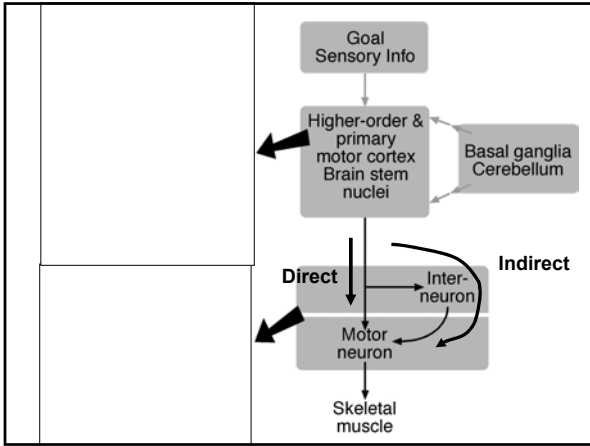 Goal
Sensory Info
Higher-order &
primary
motor cortex
Brain stem
nuclei
Basal ganglia
Cerebellum
Direct
Indirect
Inter-
neuron
Motor
neuron
Skeletal
muscle